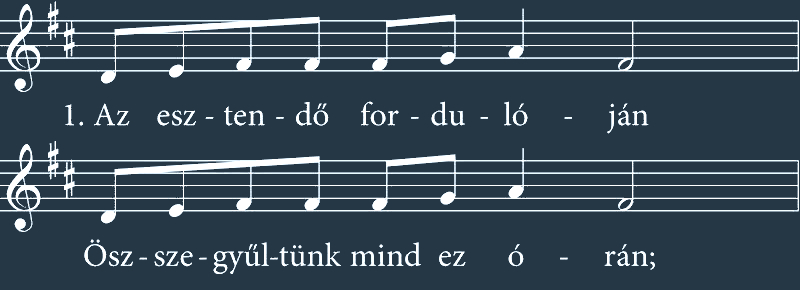 1. Az esz - ten - dő for - du - ló - ján
Ösz - sze - gyűl - tünk mind ez ó - rán;